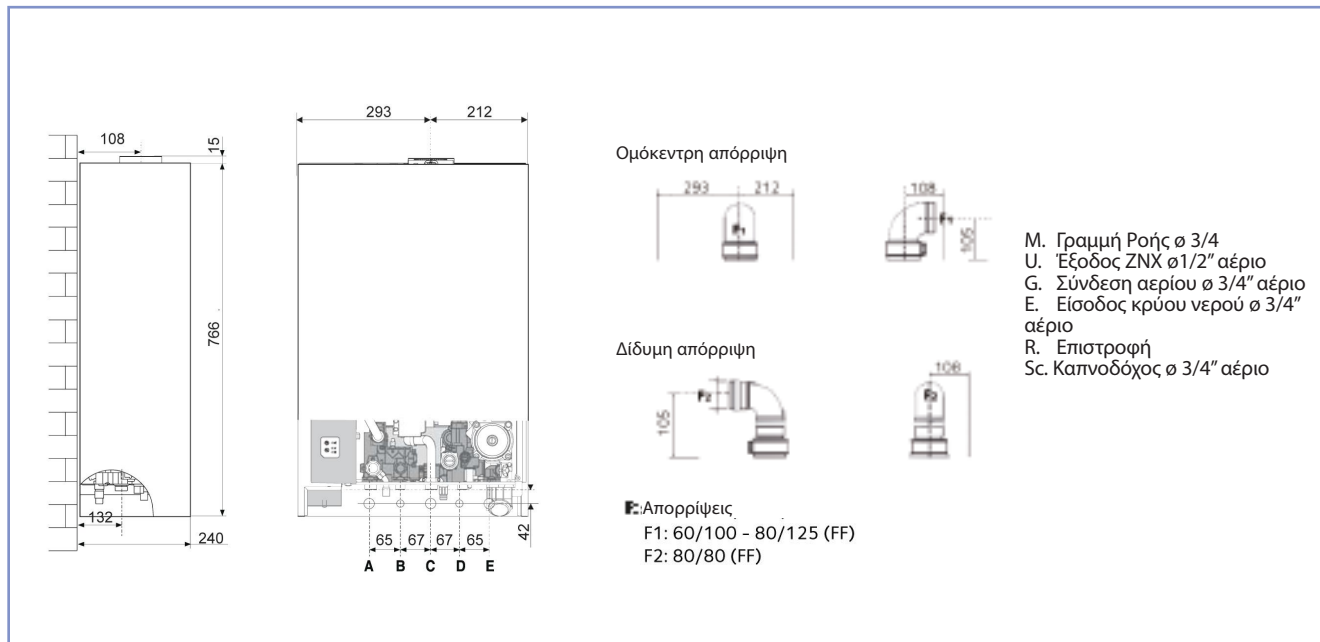 108
15
766
132
240
293
212
42
65 67 67 65
A B C D E
Ομόκεντρη απόρριψη
293 212
F1
108
105
Δίδυμη απόρριψη
F2
105
108
F2
F:Απορρίψεις
F1: 60/100 - 80/125 (FF)
F2: 80/80 (FF)
M. Γραμμή Ροής ø 3/4
U. Έξοδος ΖΝΧ ø1/2” αέριο
G. Σύνδεση αερίου ø 3/4” αέριο
E. Είσοδος κρύου νερού ø 3/4”
αέριο
R. Επιστροφή
Sc. Καπνοδόχος ø 3/4” αέριο